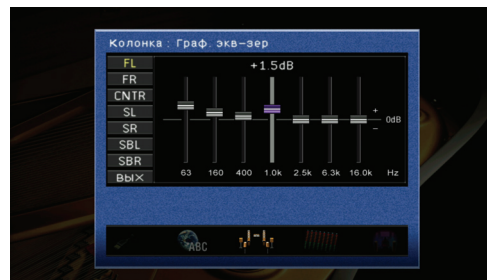 Колонка : Граф. экв-зер
FL
+1.5dB
FR
CNTR
SL
SR
SBL
SBR
ВЫХ
+
0dB
−
63 160 400 1.0k 2.5k 6.3k 16.0k Hz
ABC